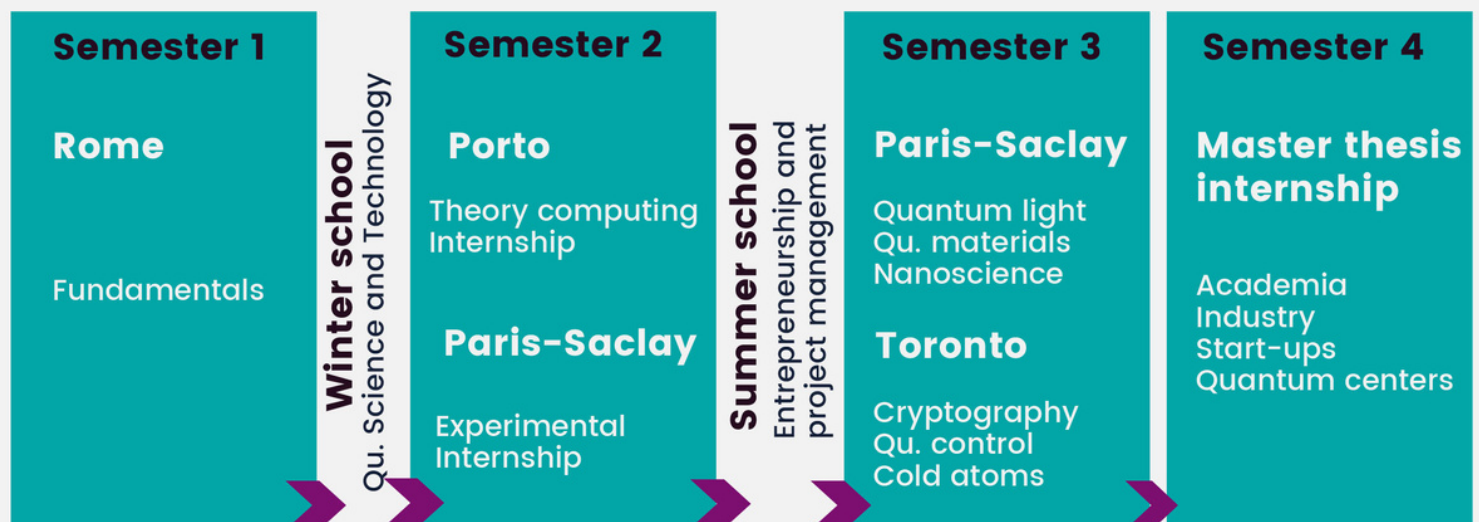 Semester 1
Rome
Fundamentals
Winter school
Qu. Science and Technology
Semester 2
Porto
Theory computing
Internship
Paris-Saclay
Experimental
Internship
Summer school
Entrepreneurship and
project management
Semester 3
Paris-Saclay
Quantum light
Qu. materials
Nanoscience
Toronto
Cryptography
Qu. control
Cold atoms
Semester 4
Master thesis
internship
Academia
Industry
Start-ups
Quantum centers